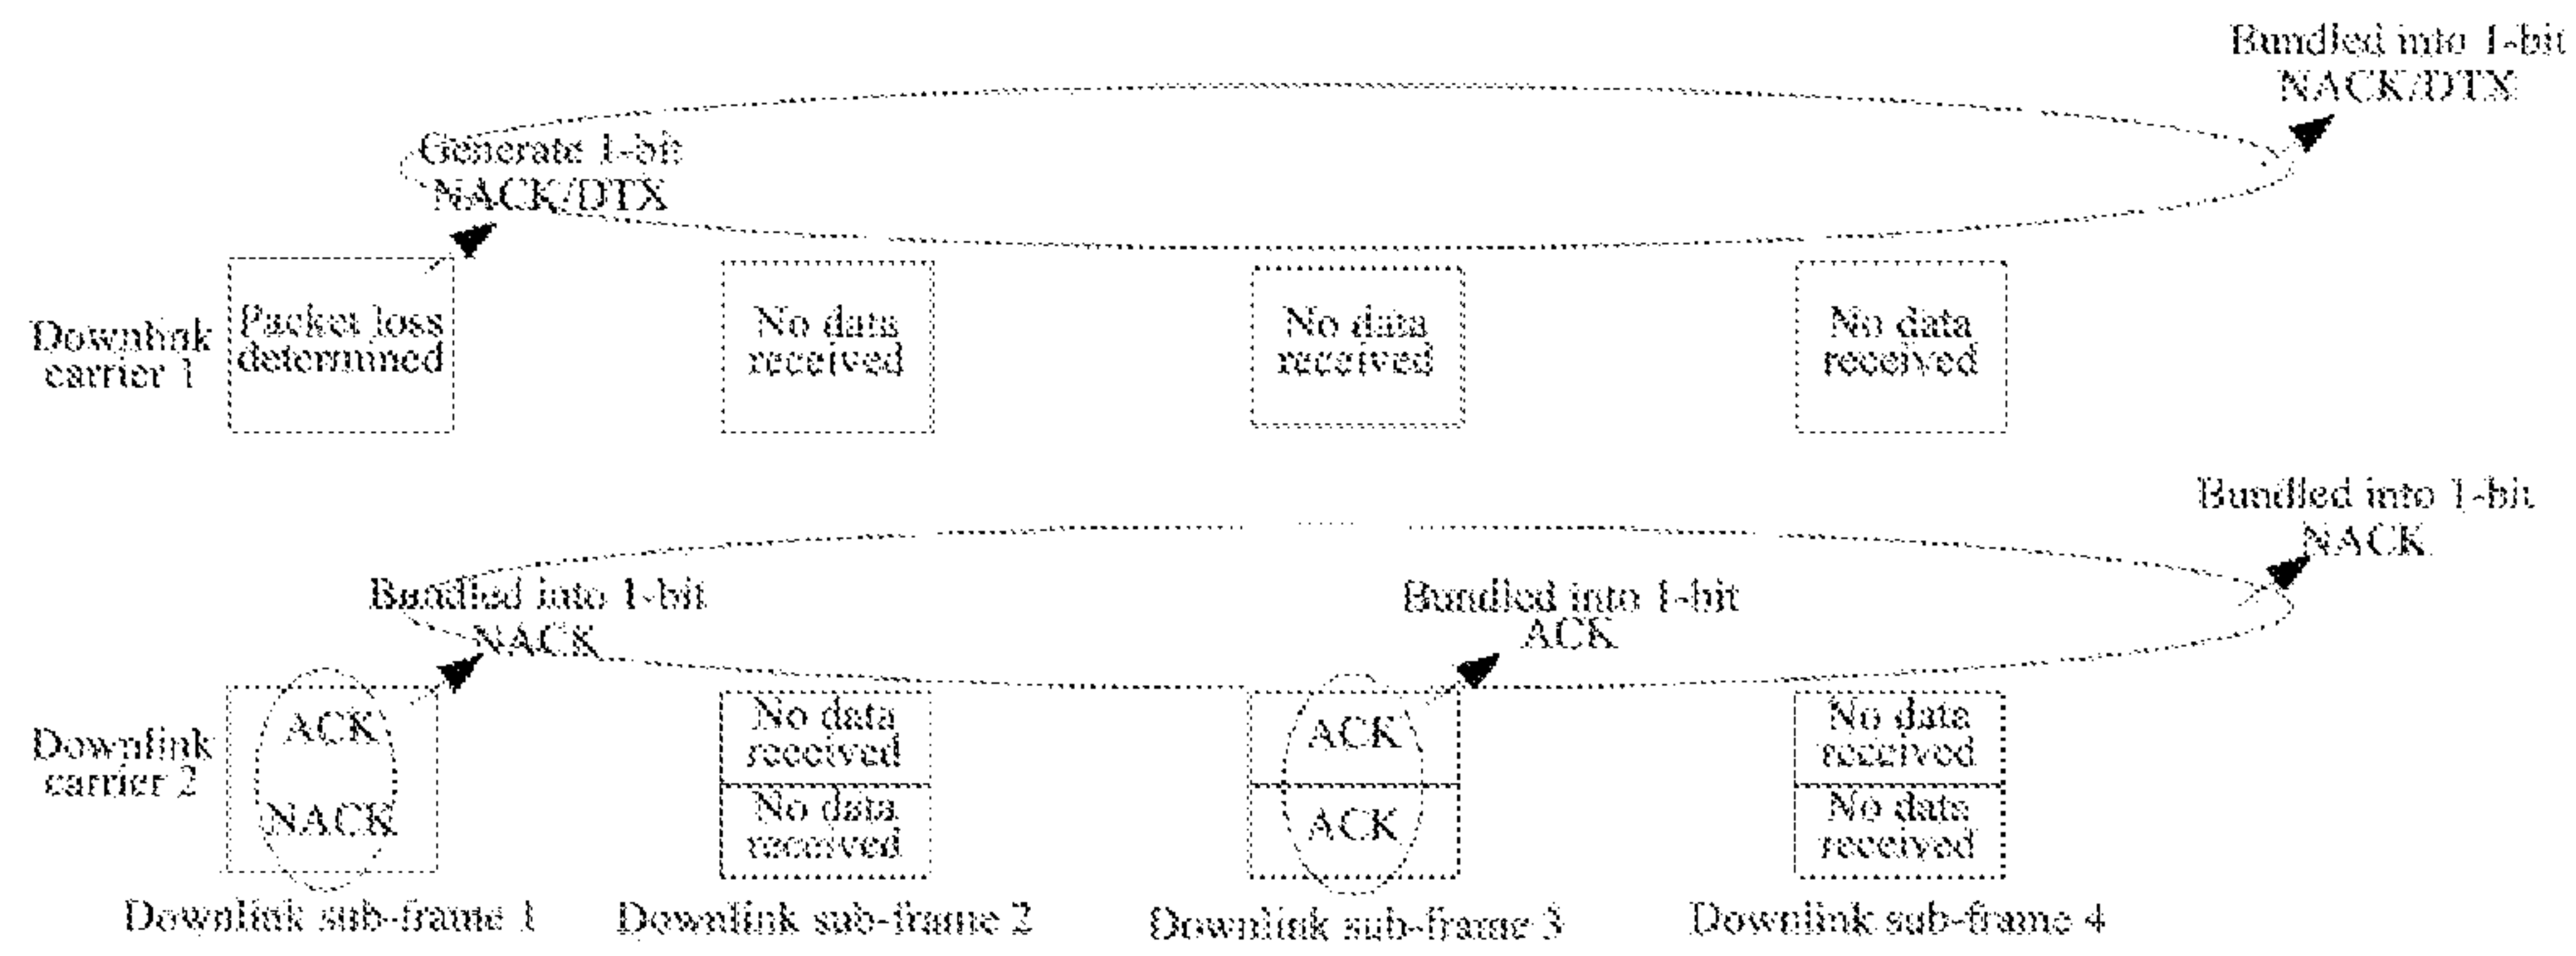 Bundled into 1-bit
NACK/DTX
Generate 1-bit
NACK/DTX
Downlink
carrier 1
Packet loss
determined
No data
received
No data
received
No data
received
Bundled into 1-bit
NACK
Bundled into 1-bit
NACK
Bundled into 1-bit
ACK
Downlink
carrier 2
ACK
NACK
No data
received
No data
received
ACK
ACK
No data
received
No data
received
Downlink sub-frame 1
Downlink sub-frame 2
Downlink sub-frame 3
Downlink sub-frame 4